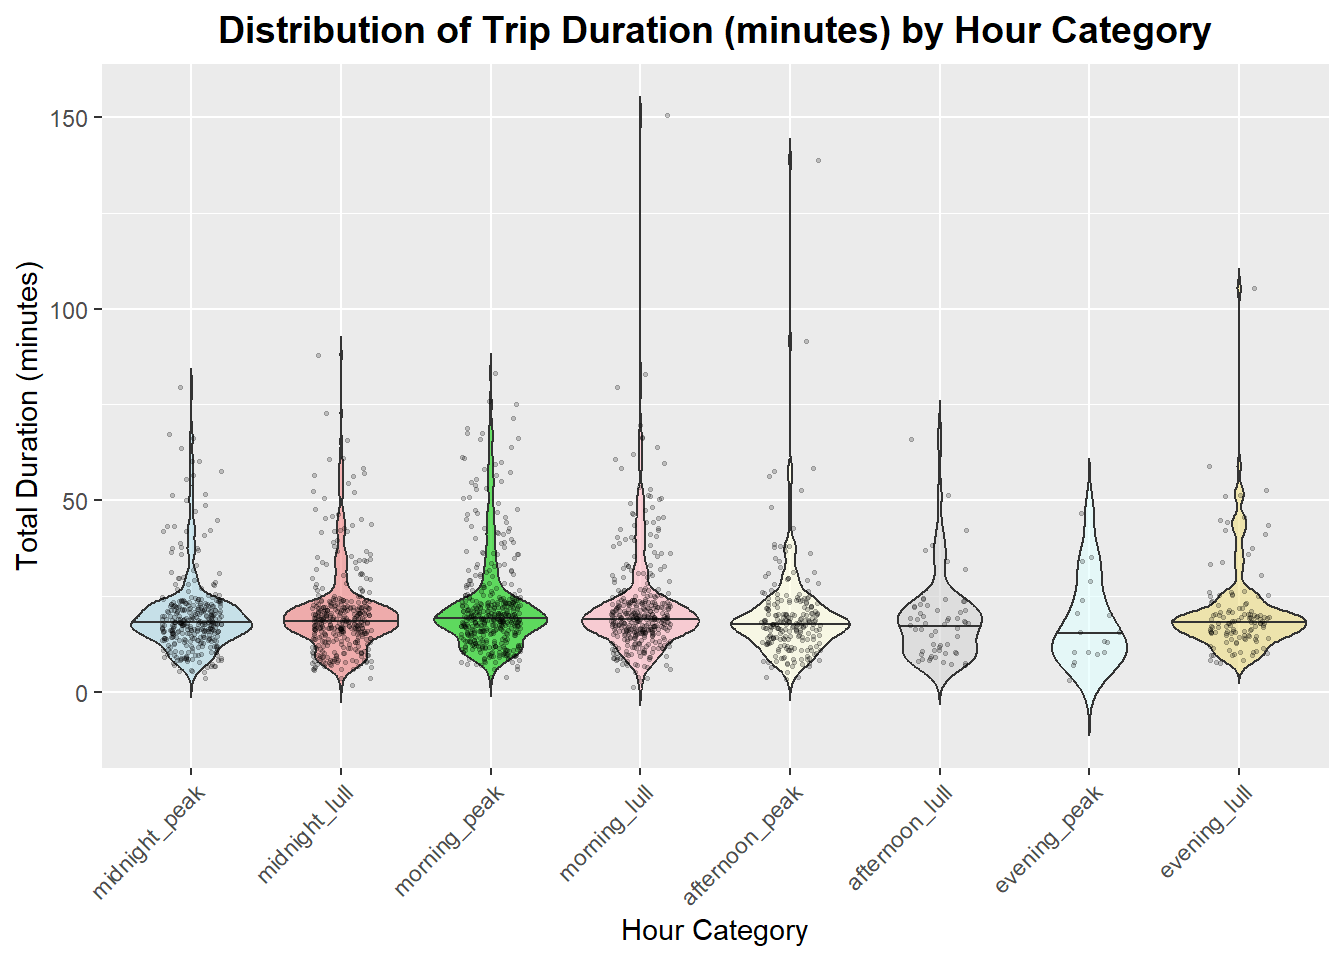 Distribution of Trip Duration (minutes) by Hour Category
Total Duration (minutes)
150
100
50
0
midnight_peak
midnight_lull
morning_peak
morning_lull
afternoon_peak
afternoon_lull
evening_peak
evening_lull
Hour Category